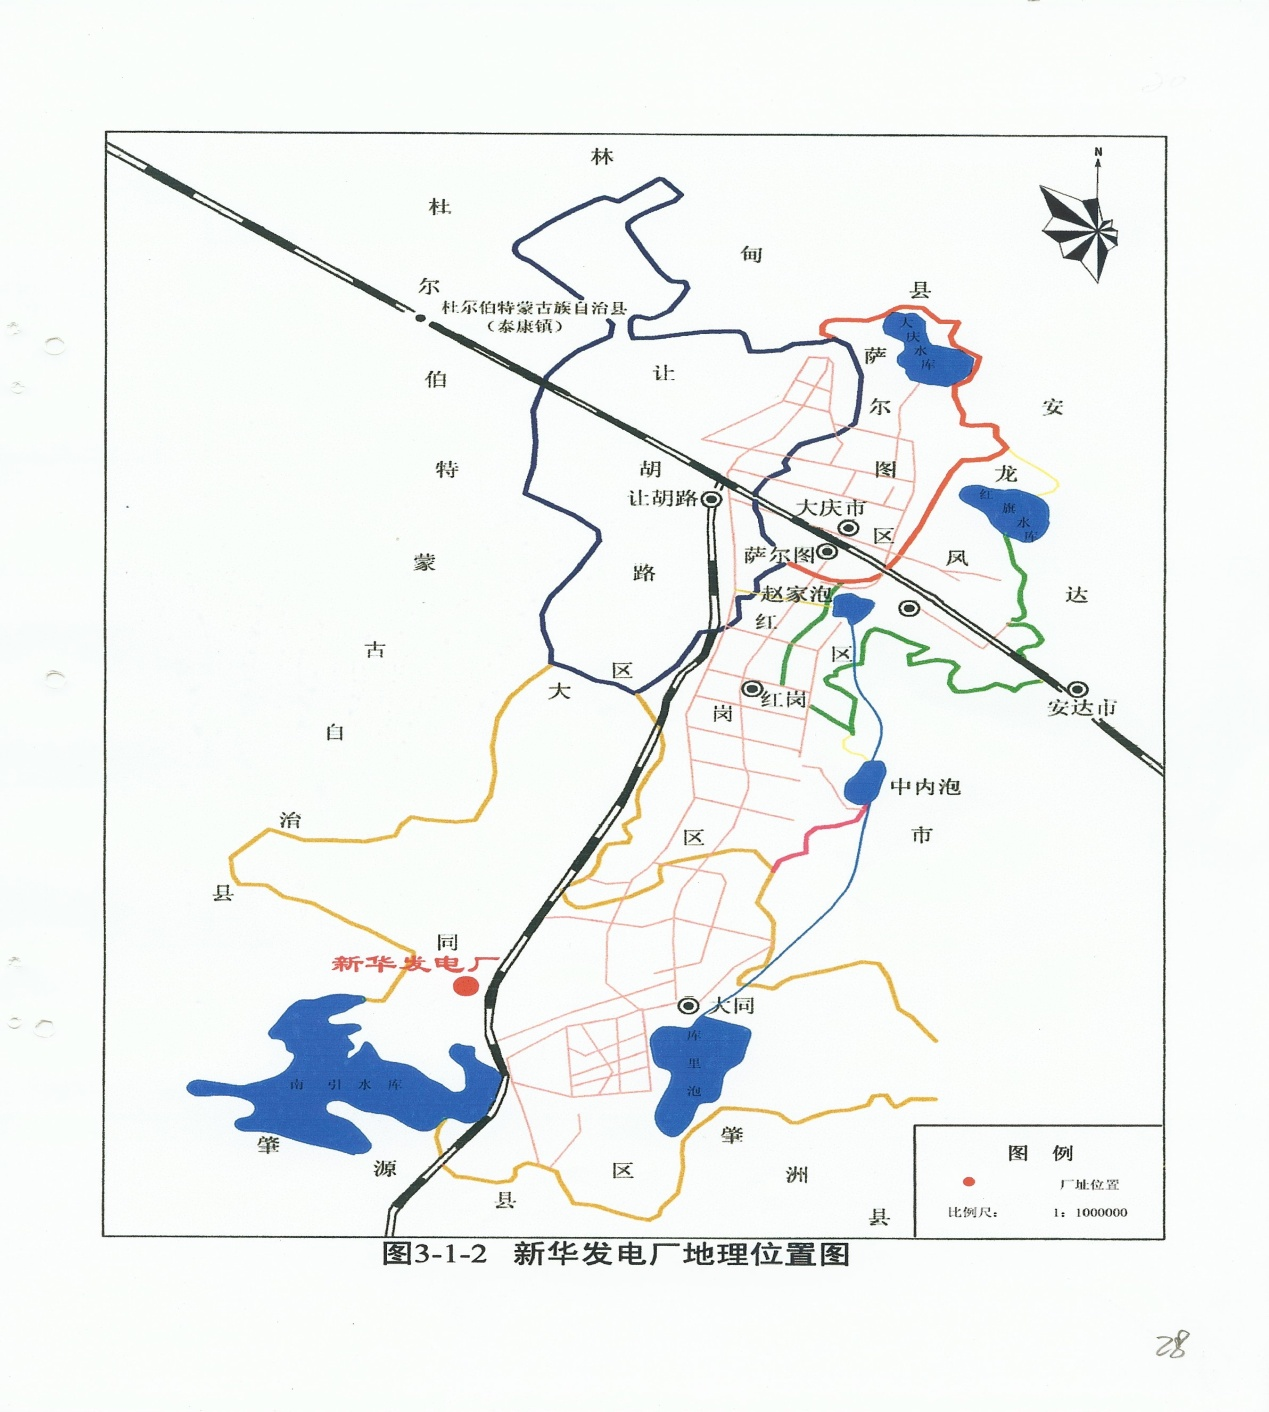 N
林
杜
甸
尔
县
杜尔伯特蒙古族自治县
（泰康镇）
大庆水库
萨
让
伯
尔
安
特
胡
图
龙
让胡路
红旗水库
大庆市
区
萨尔图
凤
蒙
路
赵家泡
达
红
古
区
区
大
红岗
岗
安达市
自
中内泡
治
区
市
县
同
新华发电厂
大同
库里泡
南引水库
肇
肇
源
区
洲
县
县
图 例
厂址位置
比例尺： 1：1000000
图3-1-2 新华发电厂地理位置图
28